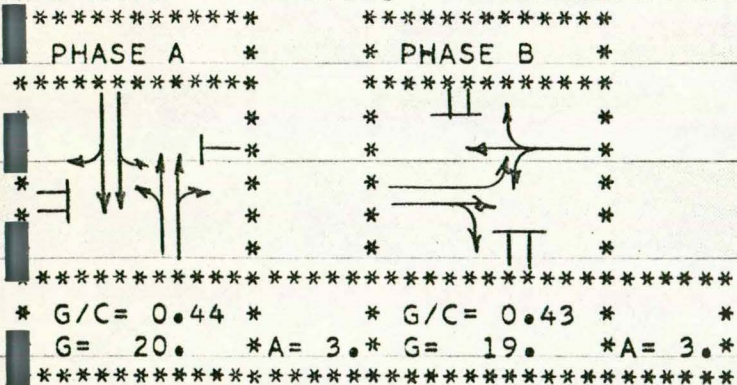 PHASE A PHASE B
G/C= 0.44 G/C= 0.43
G= 20. A= 3. G= 19. A= 3.